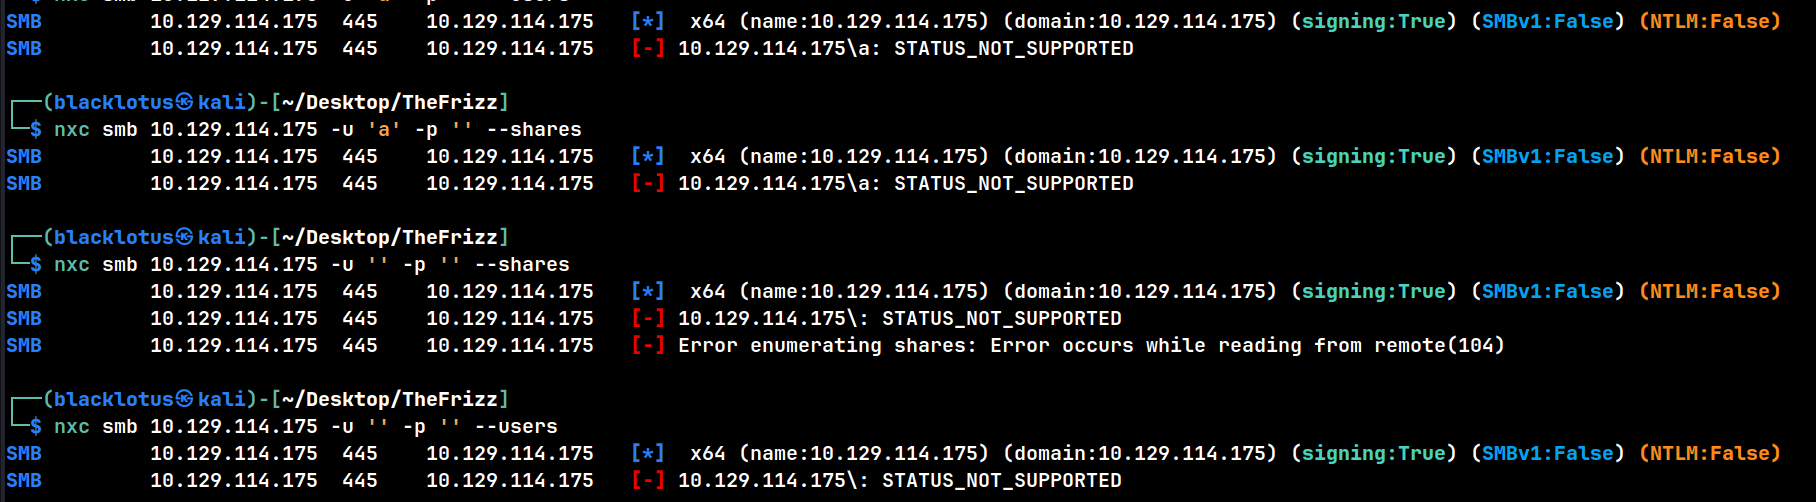 SMB 10.129.114.175 445 10.129.114.175 [*] x64 (name:10.129.114.175) (domain:10.129.114.175) (signing:True) (SMBv1:False) (NTLM:False)
SMB 10.129.114.175 445 10.129.114.175 [-] 10.129.114.175\a: STATUS_NOT_SUPPORTED
┌──(blacklotus㉿kali)-[~/Desktop/TheFrizz]
└─$ nxc smb 10.129.114.175 -u 'a' -p '' --shares
SMB 10.129.114.175 445 10.129.114.175 [*] x64 (name:10.129.114.175) (domain:10.129.114.175) (signing:True) (SMBv1:False) (NTLM:False)
SMB 10.129.114.175 445 10.129.114.175 [-] 10.129.114.175\a: STATUS_NOT_SUPPORTED
┌──(blacklotus㉿kali)-[~/Desktop/TheFrizz]
└─$ nxc smb 10.129.114.175 -u '' -p '' --shares
SMB 10.129.114.175 445 10.129.114.175 [*] x64 (name:10.129.114.175) (domain:10.129.114.175) (signing:True) (SMBv1:False) (NTLM:False)
SMB 10.129.114.175 445 10.129.114.175 [-] 10.129.114.175\: STATUS_NOT_SUPPORTED
SMB 10.129.114.175 445 10.129.114.175 [-] Error enumerating shares: Error occurs while reading from remote(104)
┌──(blacklotus㉿kali)-[~/Desktop/TheFrizz]
└─$ nxc smb 10.129.114.175 -u '' -p '' --users
SMB 10.129.114.175 445 10.129.114.175 [*] x64 (name:10.129.114.175) (domain:10.129.114.175) (signing:True) (SMBv1:False) (NTLM:False)
SMB 10.129.114.175 445 10.129.114.175 [-] 10.129.114.175\: STATUS_NOT_SUPPORTED